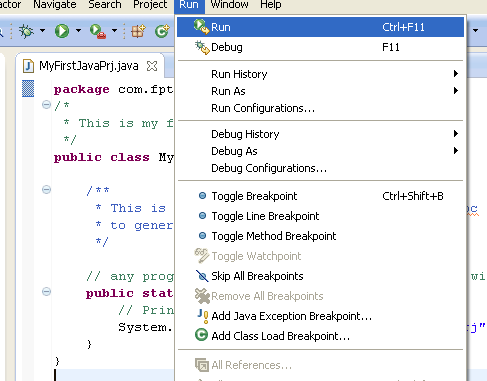 Navigate Search Project Run Window Help
Run Ctrl+F11
Debug F11
MyFirstJavaPrj.java
Run History
package com.fpt
Run As
/*
Run Configurations...
* This is my f
*/
Debug History
public class My
Debug As
Debug Configurations...
/**
Toggle Breakpoint Ctrl+Shift+B
* This is
Toggle Line Breakpoint
* to gener
Toggle Method Breakpoint
*/
Toggle Watchpoint
// any prog
Skip All Breakpoints
public stat
Remove All Breakpoints
// Prin
Add Java Exception Breakpoint...
System.
}
Add Class Load Breakpoint...
}
All References...